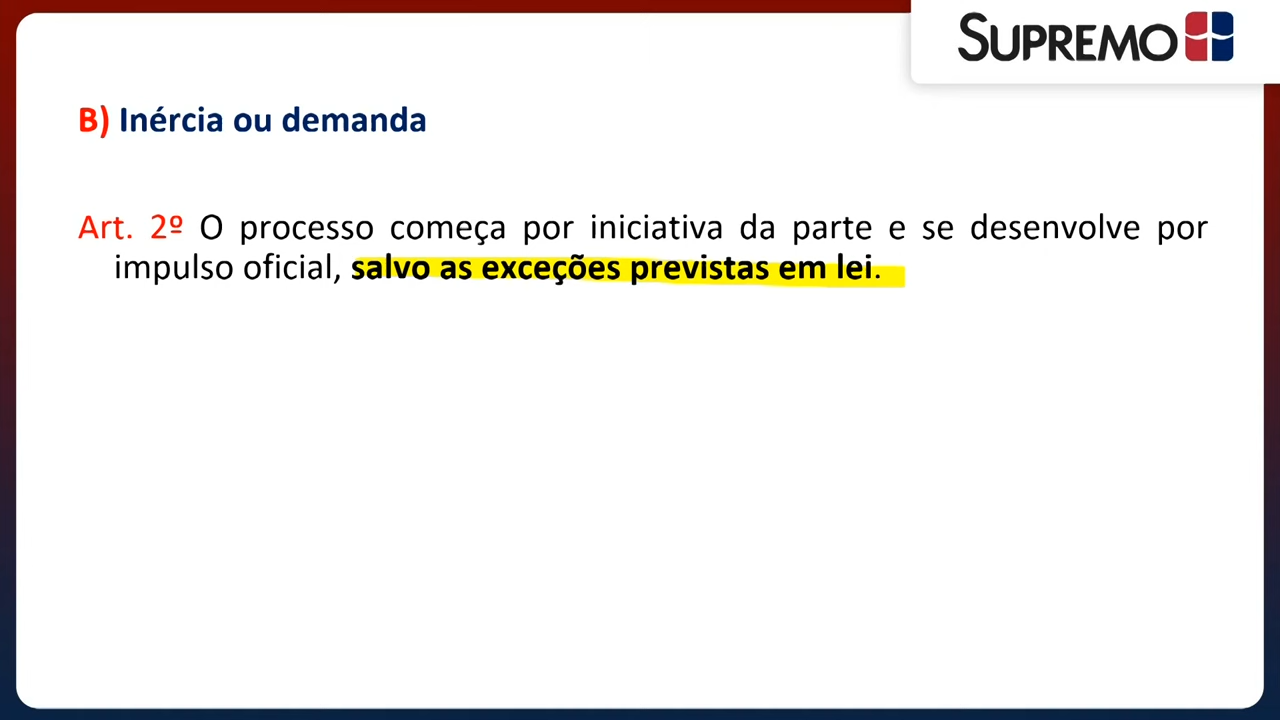 SUPREMO
B) Inércia ou demanda
Art. 2º O processo começa por iniciativa da parte e se desenvolve por
impulso oficial, salvo as exceções previstas em lei.